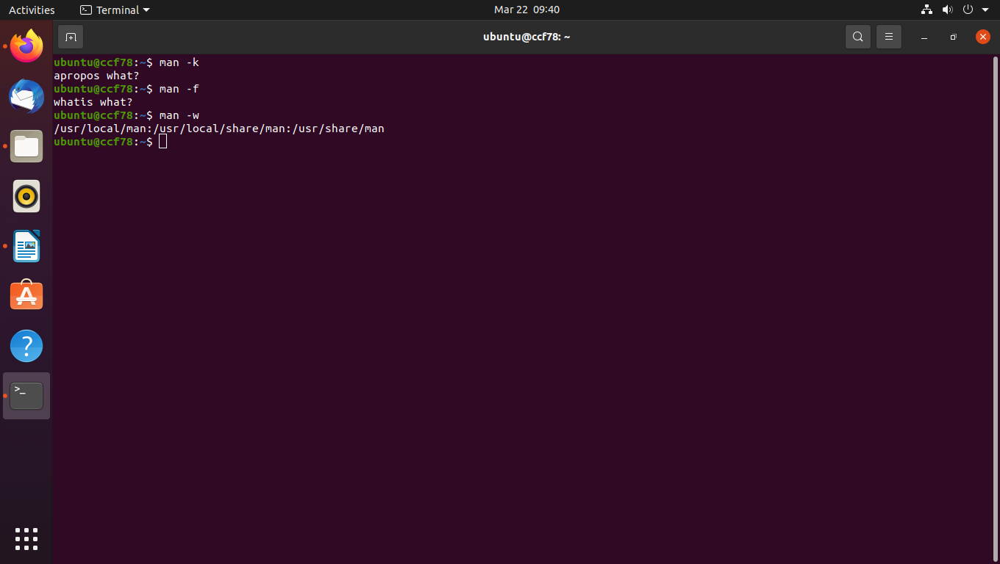 Activities Terminal Mar 22 09:40
ubuntu@ccf78: ~
ubuntu@ccf78:~$ man -k
apropos what?
ubuntu@ccf78:~$ man -f
whatis what?
ubuntu@ccf78:~$ man -w
/usr/local/man:/usr/local/share/man:/usr/share/man
ubuntu@ccf78:~$